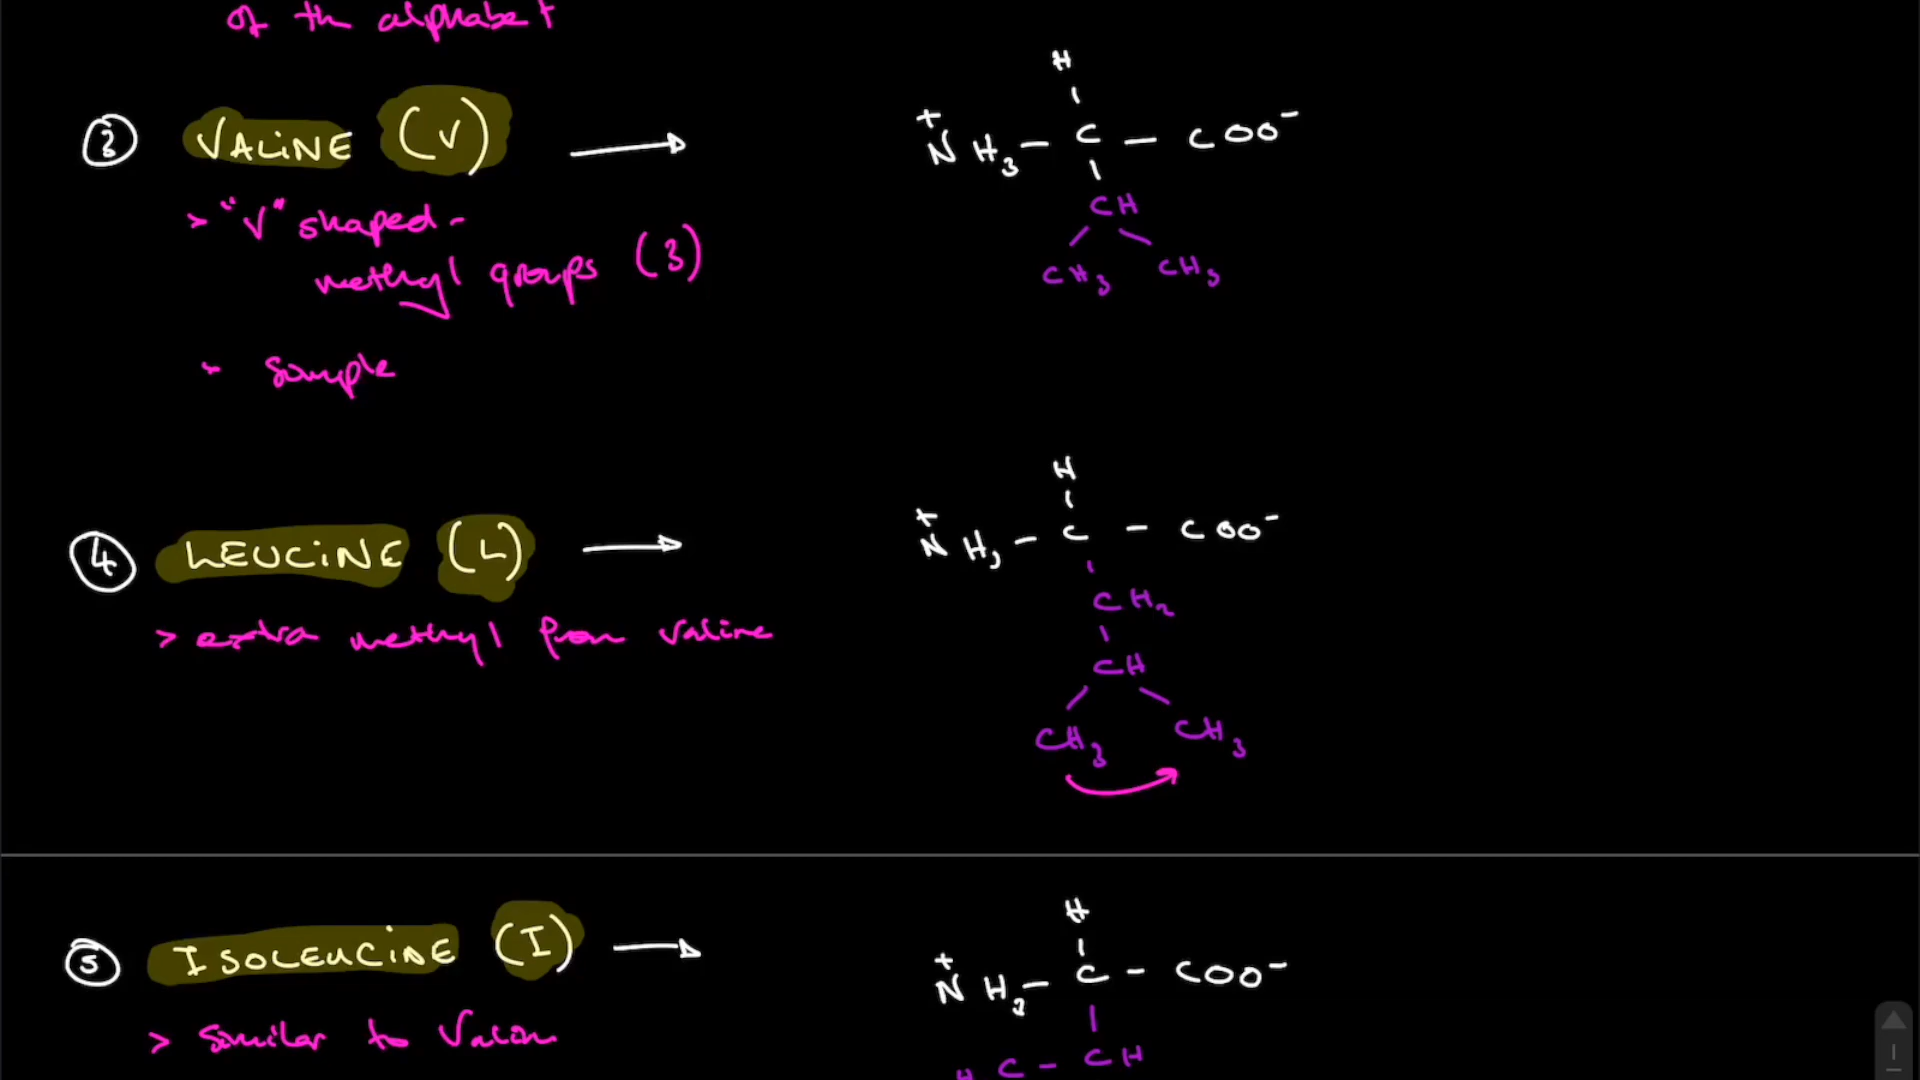 of the alphabet
③ VALINE (V) →
> "V" shaped -
methyl groups (3)
- Simple
H
+
NH3 - C - COO-
CH
CH3 CH3
④ LEUCINE (L) →
> extra methyl from valine
H
+
NH3 - C - COO-
CH2
CH
CH3 CH3
⑤ ISOLEUCINE (I) →
> Similar to Valin
H
+
NH3 - C - COO-
H C - CH